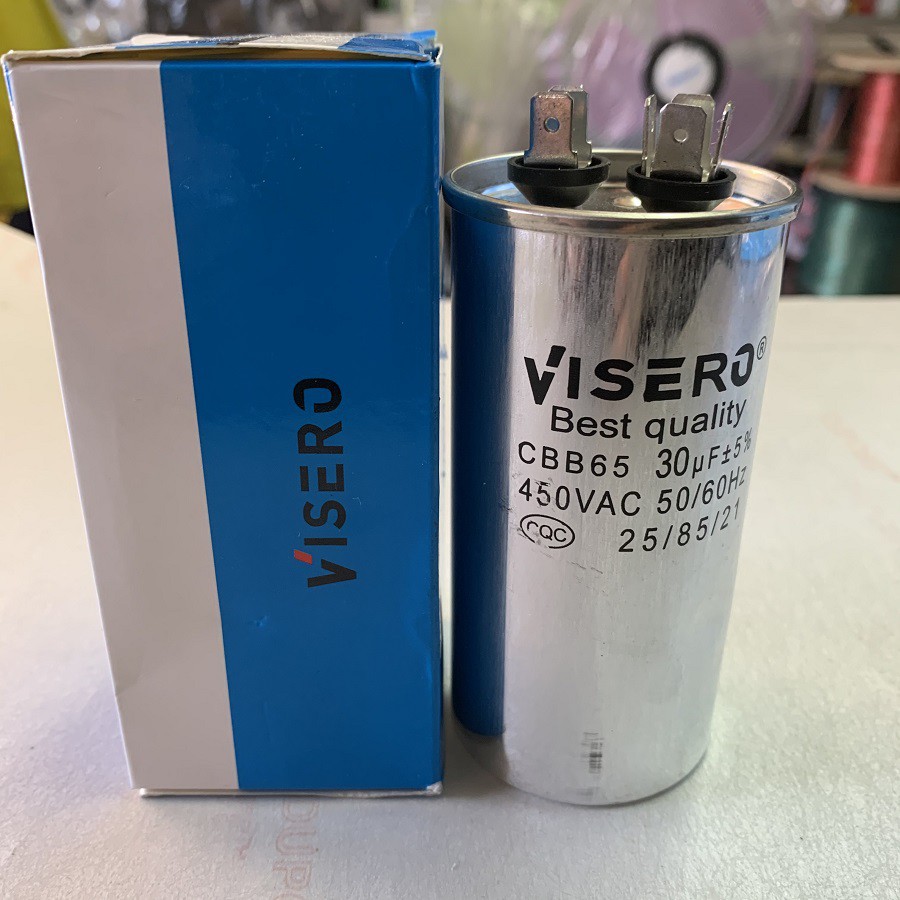 VISERO
VISERO®
Best quality
CBB65 30µF±5%
450VAC 50/60Hz
CQC 25/85/21